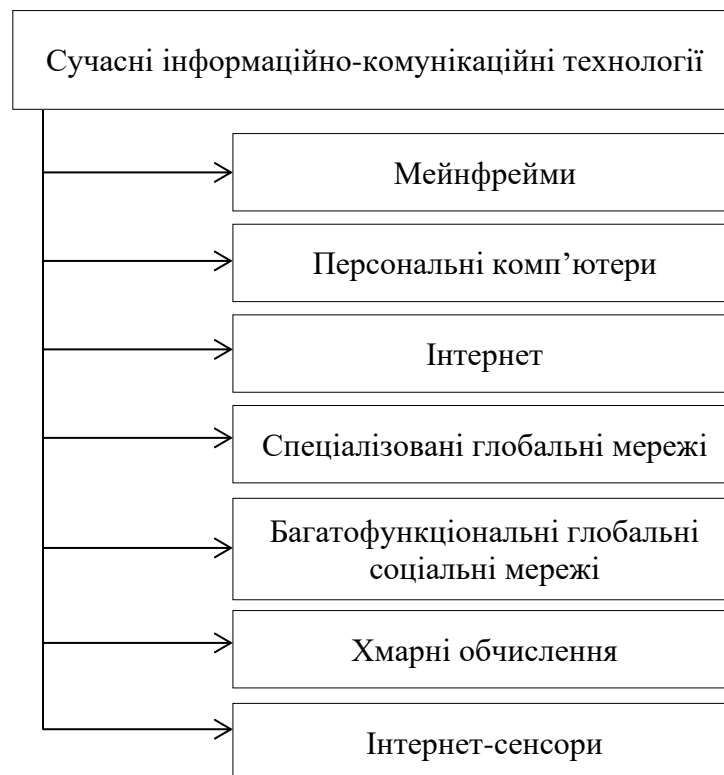 Сучасні інформаційно-комунікаційні технології
Мейнфрейми
Персональні комп’ютери
Інтернет
Спеціалізовані глобальні мережі
Багатофункціональні глобальні
соціальні мережі
Хмарні обчислення
Інтернет-сенсори